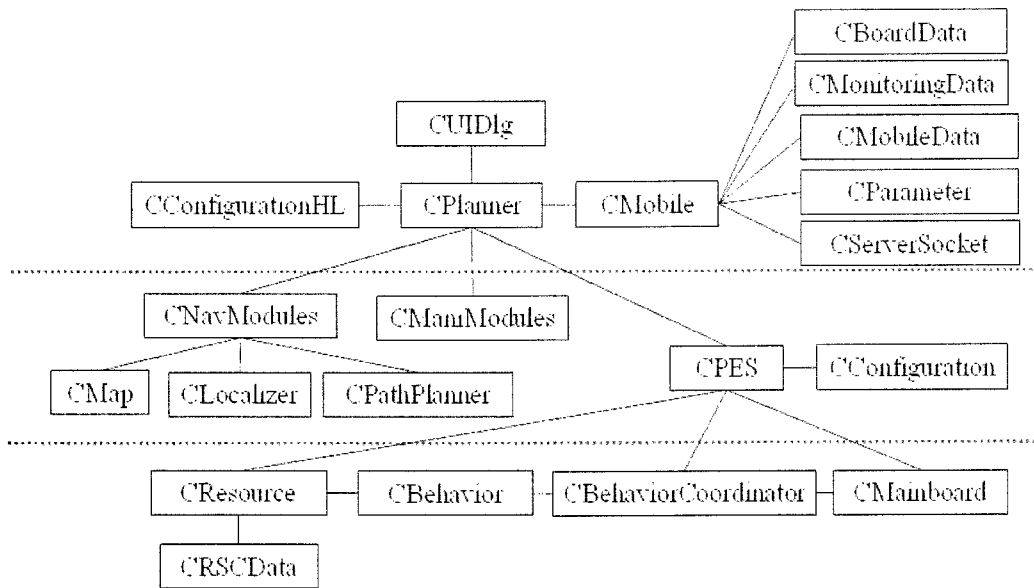 CBoardData
CMonitoringData
CUIDlg
CMobileData
CConfigurationHL
CPlanner
CMobile
CParameter
CServerSocket
CNavModules
CManiModules
CPES
CConfiguration
CMap
CLocalizer
CPathPlanner
CResource
CBehavior
CBehaviorCoordinator
CMainboard
CRSCData